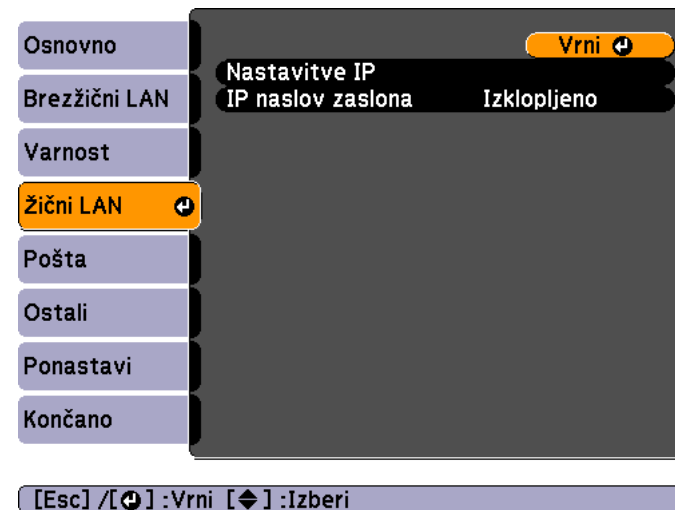 Osnovno
Brezžični LAN
Varnost
Žični LAN
Pošta
Ostali
Ponastavi
Končano
Vrni
Nastavitve IP
IP naslov zaslona Izklopljeno
[Esc] /[ ] :Vrni [ ] :Izberi